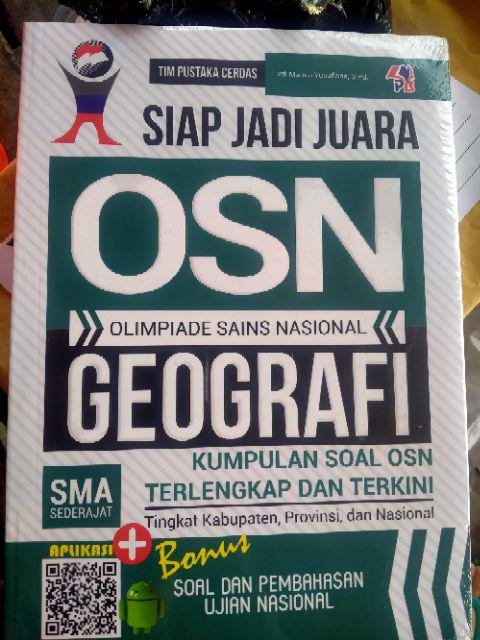 TIM PUSTAKA CERDAS
SIAP JADI JUARA
OSN
OLIMPIADE SAINS NASIONAL
GEOGRAFI
KUMPULAN SOAL OSN
TERLENGKAP DAN TERKINI
Tingkat Kabupaten, Provinsi, dan Nasional
SMA
SEDERAJAT
APLIKASI
+
Bonus
SOAL DAN PEMBAHASAN
UJIAN NASIONAL